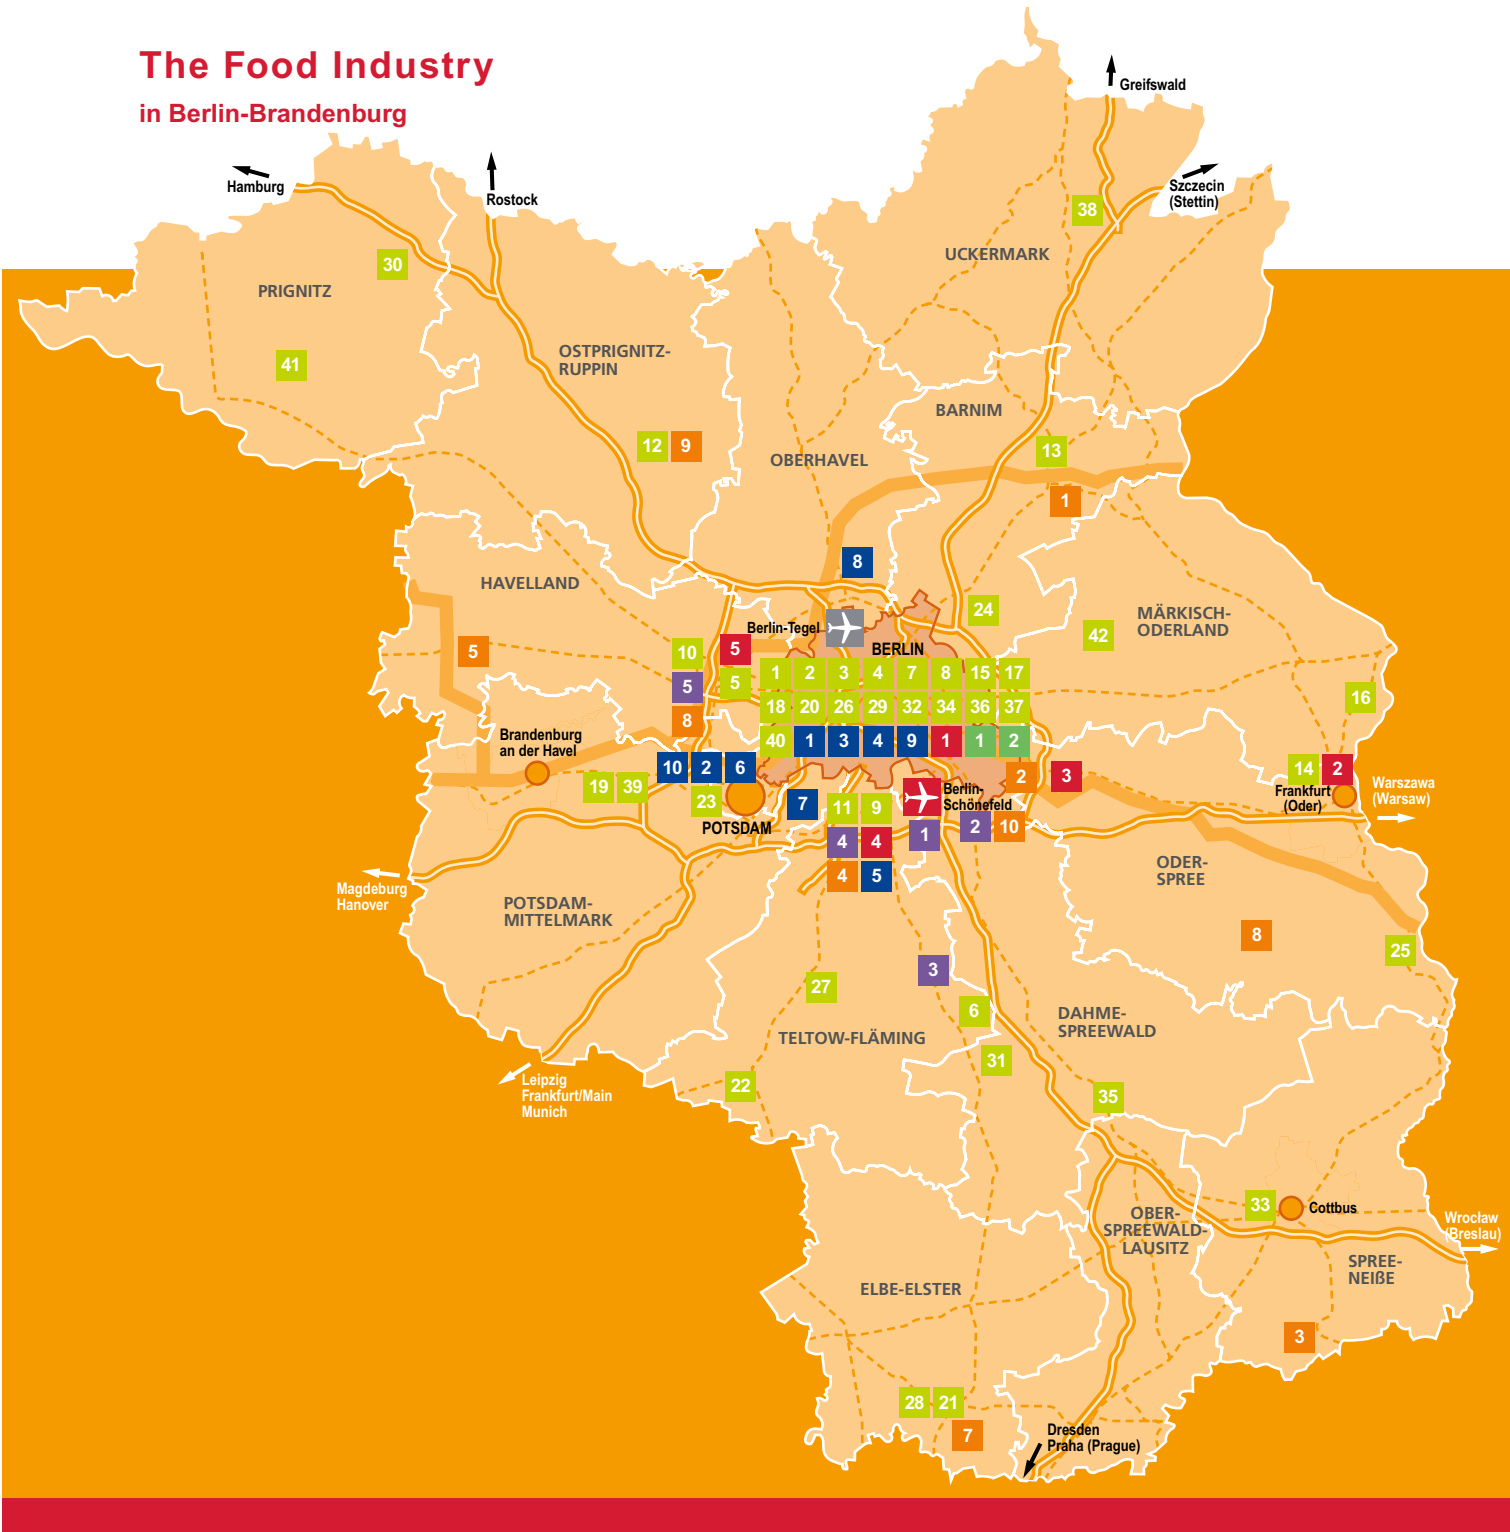 The Food Industry
in Berlin-Brandenburg
Greifswald
Hamburg
Rostock
Szczecin
(Stettin)
38
UCKERMARK
30
PRIGNITZ
OSTPRIGNITZ-
RUPPIN
41
BARNIM
12 9
OBERHAVEL
13
1
8
HAVELLAND
24
MÄRKISCH-
ODERLAND
42
Berlin-Tegel
BERLIN
5
10
5
5
5
8
16
1 2 3 4 7 8 15 17
18 20 26 29 32 34 36 37
40 1 3 4 9 1 1 2
Brandenburg
an der Havel
10 2 6
19 39
23
POTSDAM
7
11 9
4 4
4 5
Berlin-
Schönefeld
2
3
1
2 10
14 2
Frankfurt
(Oder)
Warszawa
(Warsaw)
Magdeburg
Hanover
POTSDAM-
MITTELMARK
ODER-
SPREE
8
25
3
27
6
TELTOW-FLÄMING
DAHME-
SPREEWALD
31
22
35
Leipzig
Frankfurt/Main
Munich
33
Cottbus
OBER-
SPREEWALD-
LAUSITZ
Wrocław
(Breslau)
SPREE-
NEIßE
ELBE-ELSTER
3
28 21
7
Dresden
Praha (Prague)